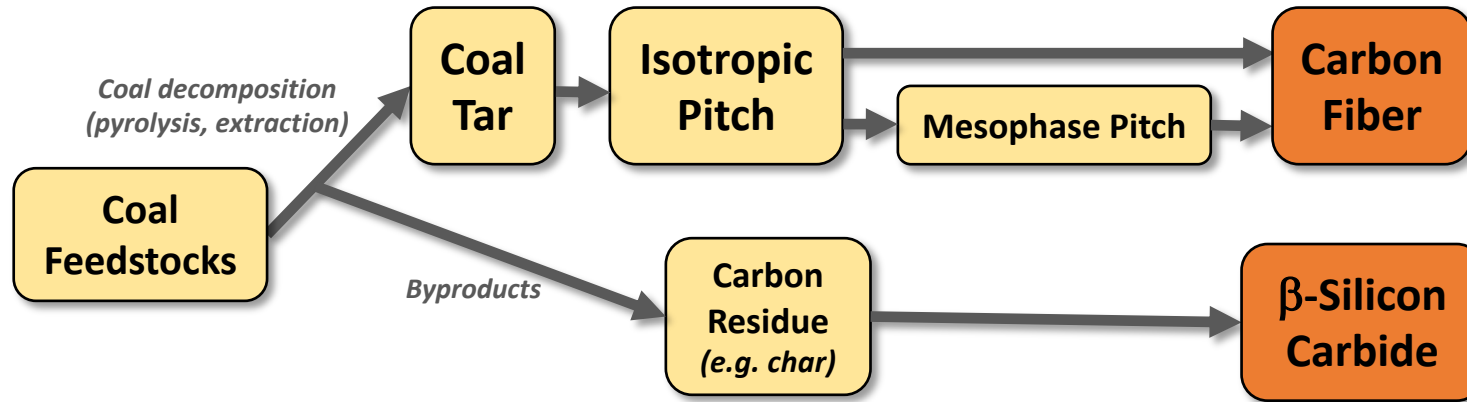 Coal decomposition
(pyrolysis, extraction)
Coal
Tar
Isotropic
Pitch
Mesophase Pitch
Carbon
Fiber
Coal
Feedstocks
Byproducts
Carbon
Residue
(e.g. char)
β-Silicon
Carbide